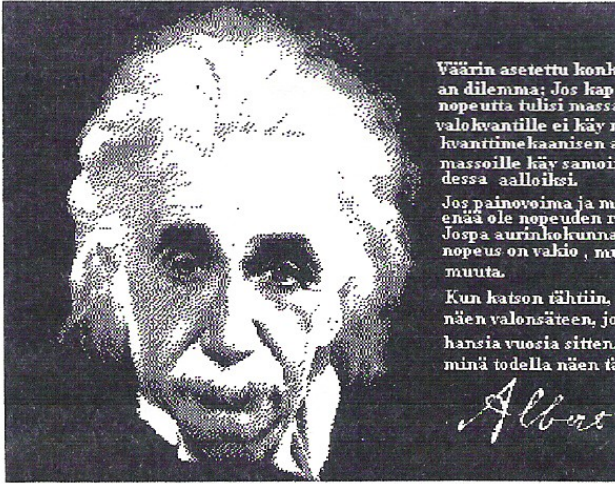 Väärin asetettu konk
an dilemma; Jos kap
nopeutta tulisi mass
valokvantille ei käy n
kvanttimekaanisen a
massoille käy samoi
dessa aalloiksi.
Jos painovoima ja m
enää ole nopeuden r
Jospa aurinkokunna
nopeus on vakio , mu
muuta.
Kun katson tähtiin,
näen valonsäteen, jo
hansia vuosia sitten.
minä todella näen tä
Albert